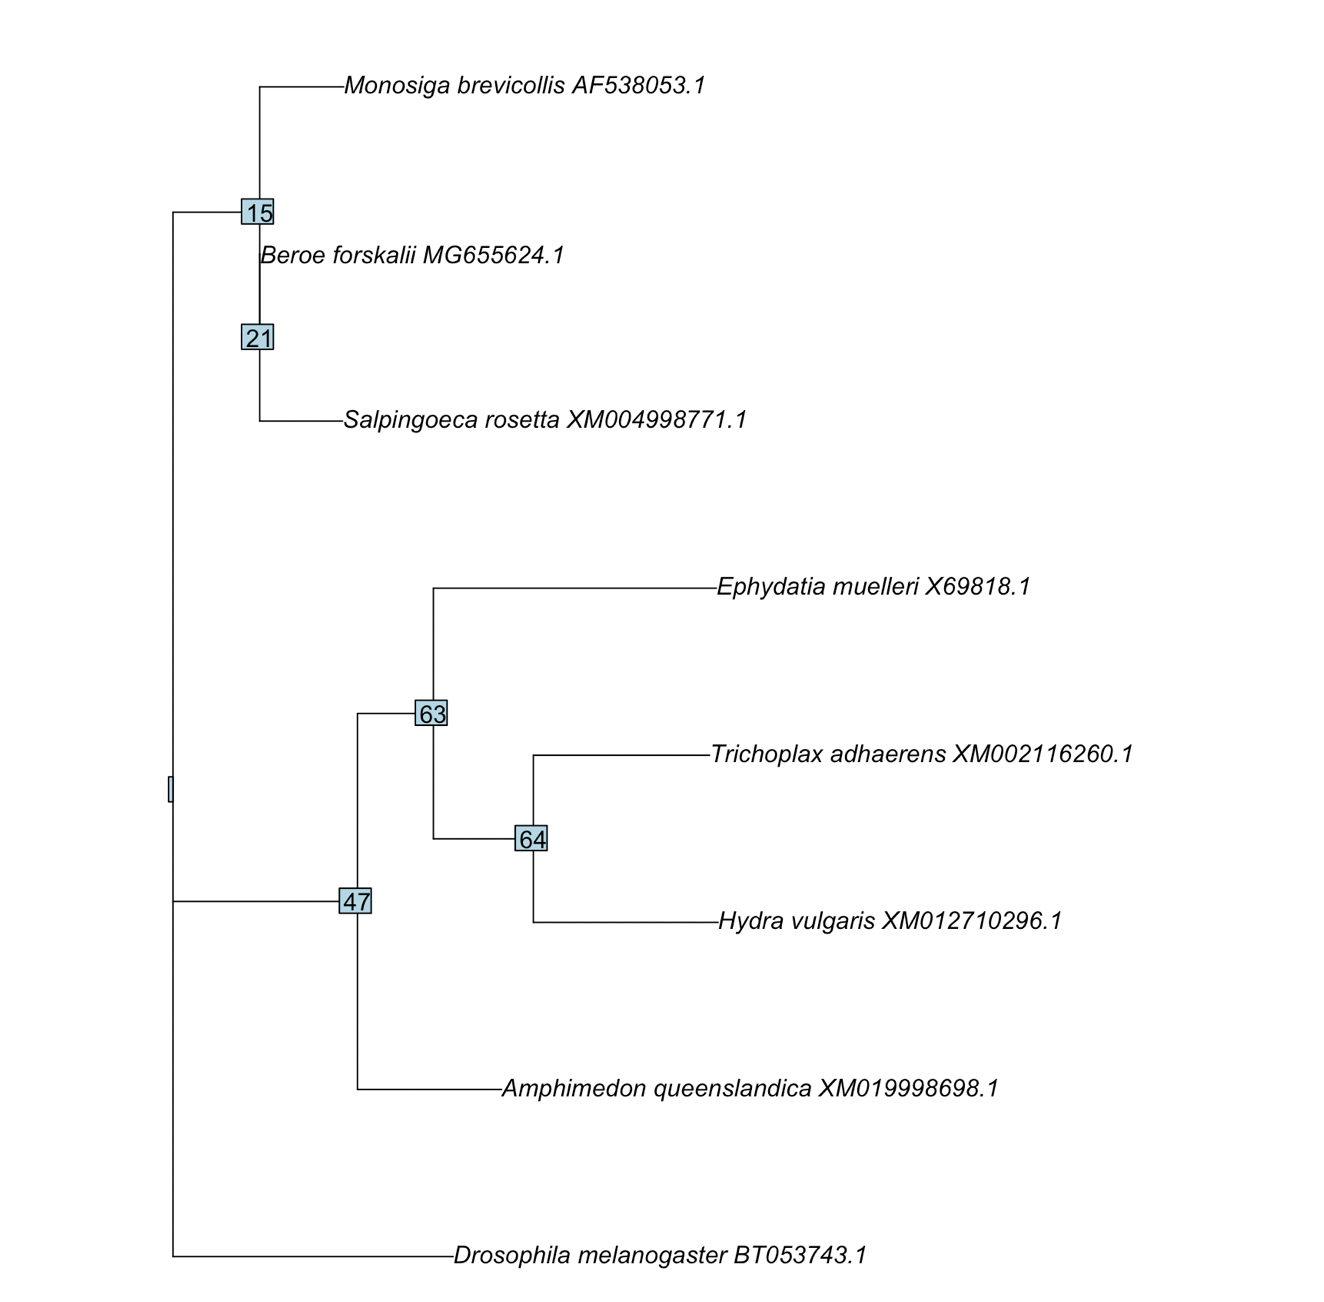 Monosiga brevicollis AF538053.1
15
Beroe forskalii MG655624.1
21
Salpingoeca rosetta XM004998771.1
Ephydatia muelleri X69818.1
63
Trichoplax adhaerens XM002116260.1
64
47
Hydra vulgaris XM012710296.1
Amphimedon queenslandica XM019998698.1
Drosophila melanogaster BT053743.1